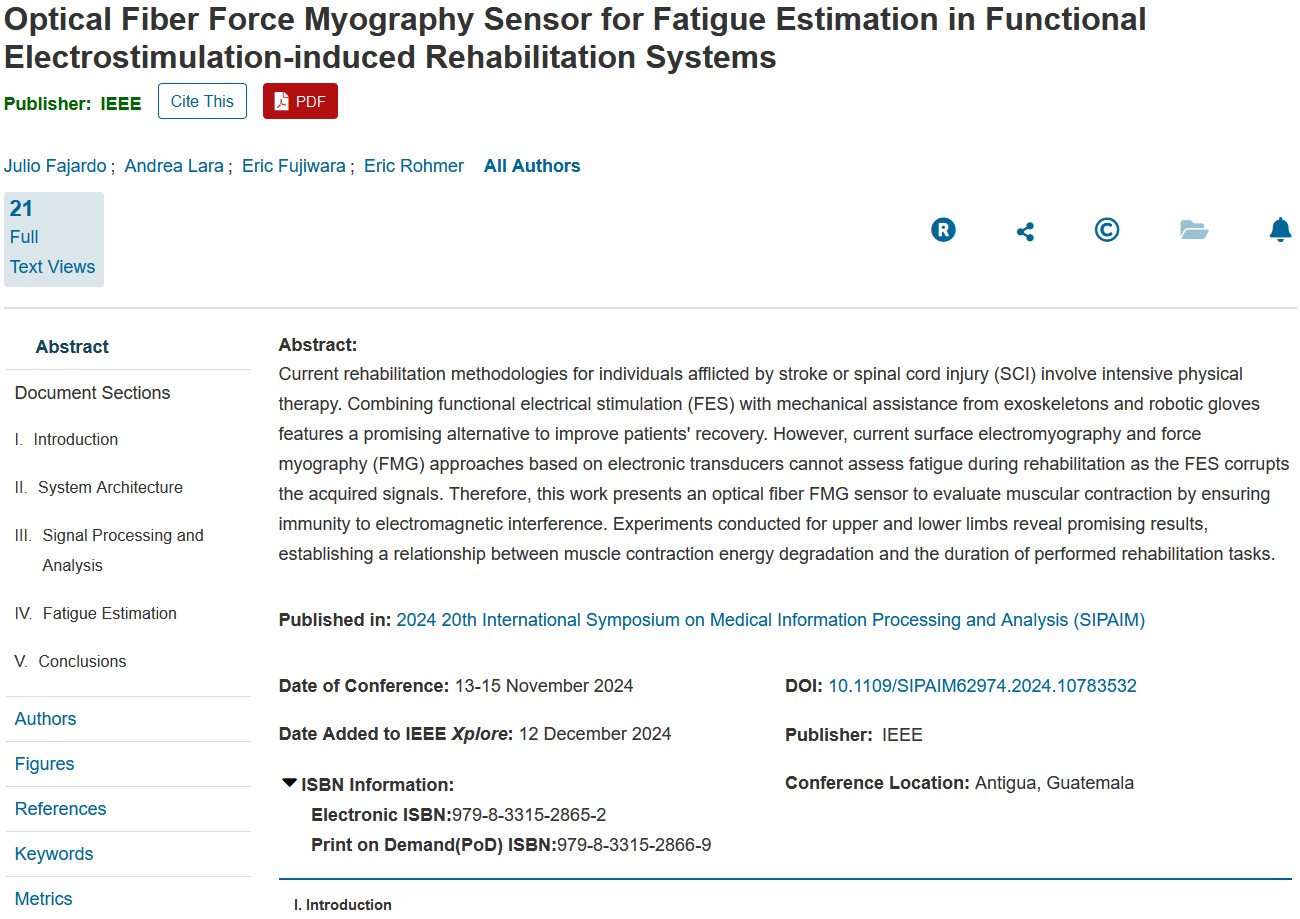 Optical Fiber Force Myography Sensor for Fatigue Estimation in Functional
Electrostimulation-induced Rehabilitation Systems
Publisher: IEEE
Cite This
PDF
Julio Fajardo ; Andrea Lara ; Eric Fujiwara ; Eric Rohmer All Authors
21
Full
Text Views
R
©
Abstract
Document Sections
I. Introduction
II. System Architecture
III. Signal Processing and
Analysis
IV. Fatigue Estimation
V. Conclusions
Authors
Figures
References
Keywords
Metrics
Abstract:
Current rehabilitation methodologies for individuals afflicted by stroke or spinal cord injury (SCI) involve intensive physical
therapy. Combining functional electrical stimulation (FES) with mechanical assistance from exoskeletons and robotic gloves
features a promising alternative to improve patients' recovery. However, current surface electromyography and force
myography (FMG) approaches based on electronic transducers cannot assess fatigue during rehabilitation as the FES corrupts
the acquired signals. Therefore, this work presents an optical fiber FMG sensor to evaluate muscular contraction by ensuring
immunity to electromagnetic interference. Experiments conducted for upper and lower limbs reveal promising results,
establishing a relationship between muscle contraction energy degradation and the duration of performed rehabilitation tasks.
Published in: 2024 20th International Symposium on Medical Information Processing and Analysis (SIPAIM)
Date of Conference: 13-15 November 2024
Date Added to IEEE Xplore: 12 December 2024
ISBN Information:
Electronic ISBN:979-8-3315-2865-2
Print on Demand(PoD) ISBN:979-8-3315-2866-9
DOI: 10.1109/SIPAIM62974.2024.10783532
Publisher: IEEE
Conference Location: Antigua, Guatemala
I. Introduction